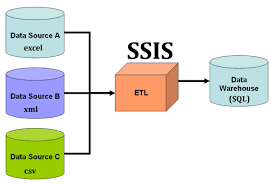 Data Source A
excel
Data Source B
xml
Data Source C
csv
SSIS
ETL
Data
Warehouse
(SQL)